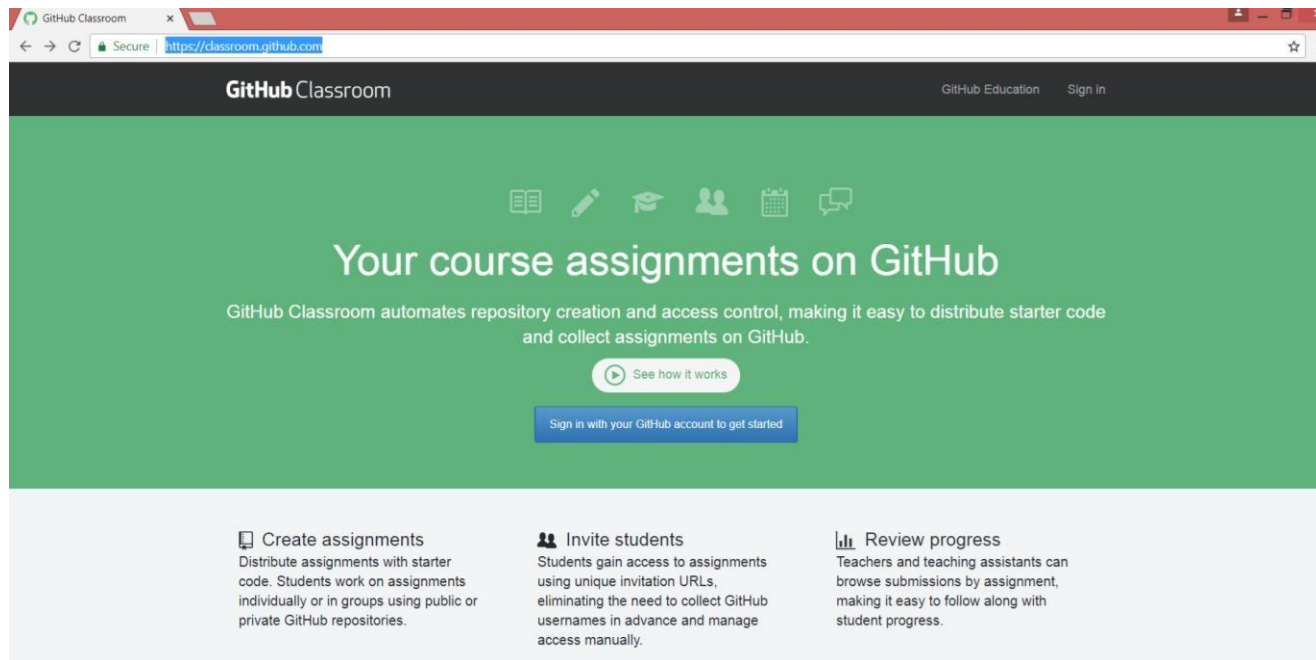 GitHub Classroom
Secure
https://classroom.github.com
GitHub Classroom
GitHub Education
Sign in
Your course assignments on GitHub
GitHub Classroom automates repository creation and access control, making it easy to distribute starter code
and collect assignments on GitHub.
See how it works
Sign in with your GitHub account to get started
Create assignments
Distribute assignments with starter
code. Students work on assignments
individually or in groups using public or
private GitHub repositories.
Invite students
Students gain access to assignments
using unique invitation URLs,
eliminating the need to collect GitHub
usernames in advance and manage
access manually.
Review progress
Teachers and teaching assistants can
browse submissions by assignment,
making it easy to follow along with
student progress.